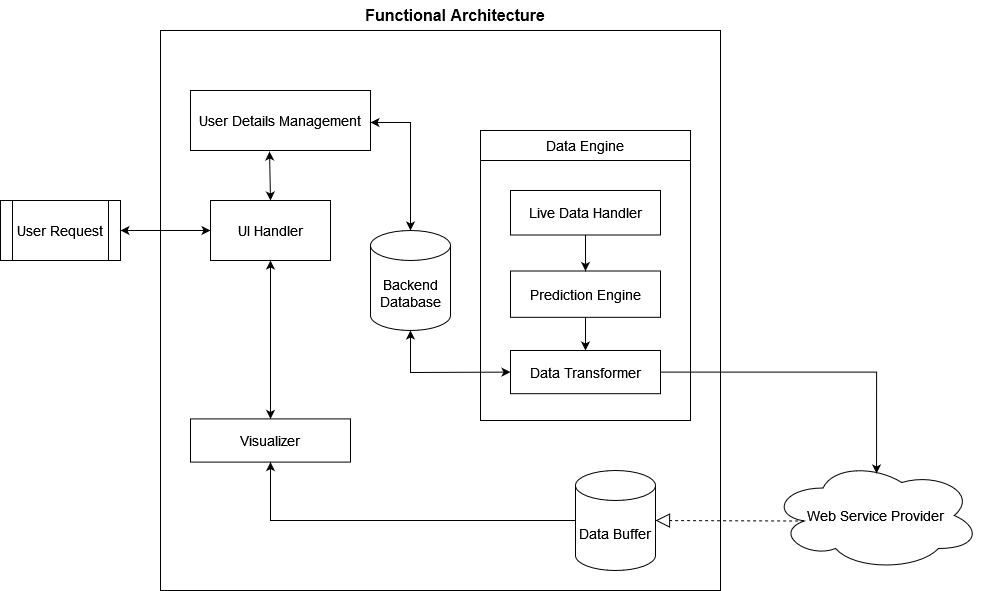 Functional Architecture
User Details Management
Data Engine
Live Data Handler
User Request
UI Handler
Backend
Database
Prediction Engine
Data Transformer
Visualizer
Web Service Provider
Data Buffer